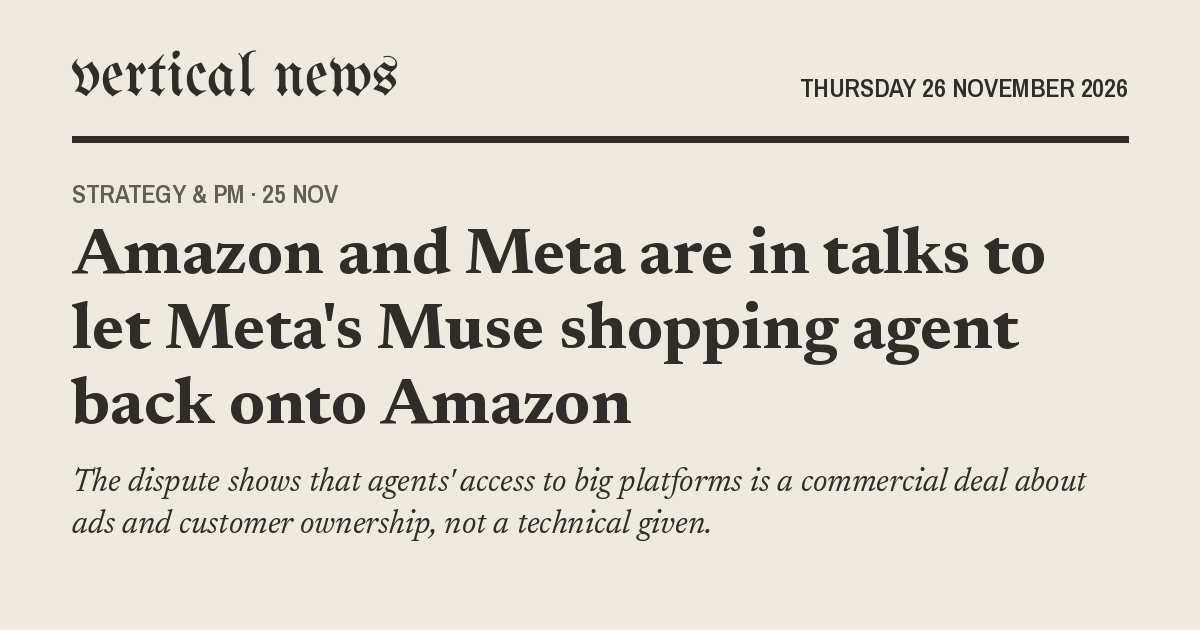 vertical news
THURSDAY 26 NOVEMBER 2026
STRATEGY & PM · 25 NOV
Amazon and Meta are in talks to
let Meta's Muse shopping agent
back onto Amazon
The dispute shows that agents' access to big platforms is a commercial deal about
ads and customer ownership, not a technical given.